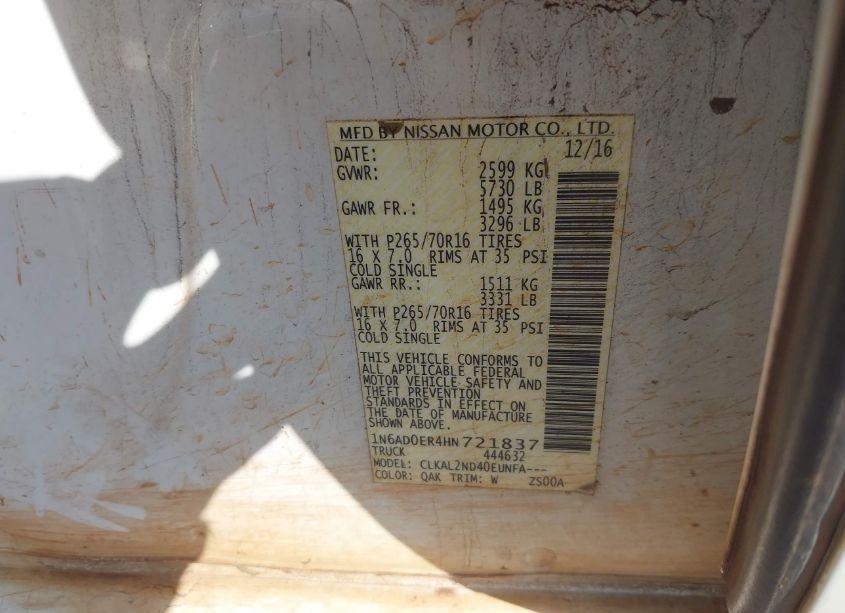 MFD BY NISSAN MOTOR CO., LTD.
DATE: 12/16
GVWR: 2599 KG
5730 LB
GAWR FR.: 1495 KG
3296 LB
WITH P265/70R16 TIRES
16 X 7.0 RIMS AT 35 PSI
COLD SINGLE
GAWR RR.: 1511 KG
3331 LB
WITH P265/70R16 TIRES
16 X 7.0 RIMS AT 35 PSI
COLD SINGLE
THIS VEHICLE CONFORMS TO
ALL APPLICABLE FEDERAL
MOTOR VEHICLE SAFETY AND
THEFT PREVENTION
STANDARDS IN EFFECT ON
THE DATE OF MANUFACTURE
SHOWN ABOVE.
1N6AD0ER4HN721837
TRUCK 444632
MODEL: CLKAL2ND40EUNFA---
COLOR: QAK TRIM: W ZS00A